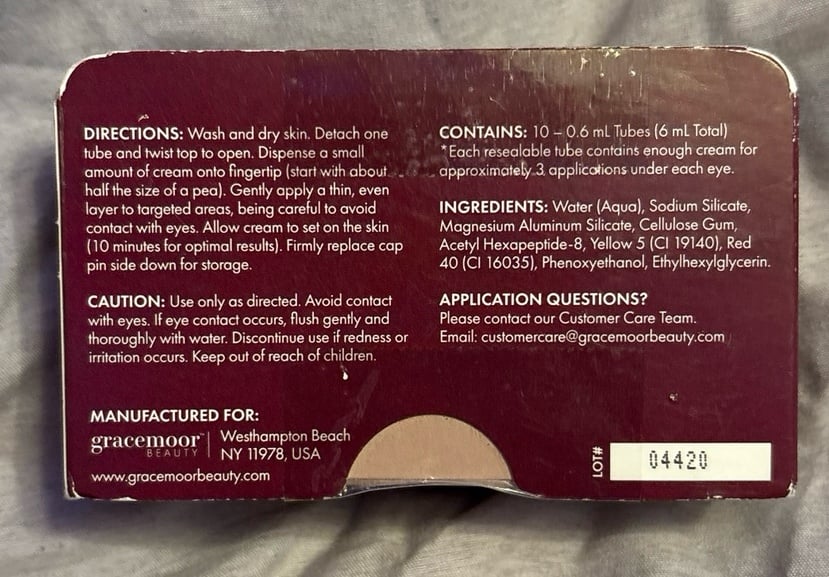 DIRECTIONS: Wash and dry skin. Detach one
tube and twist top to open. Dispense a small
amount of cream onto fingertip (start with about
half the size of a pea). Gently apply a thin, even
layer to targeted areas, being careful to avoid
contact with eyes. Allow cream to set on the skin
(10 minutes for optimal results). Firmly replace cap
pin side down for storage.
CAUTION: Use only as directed. Avoid contact
with eyes. If eye contact occurs, flush gently and
thoroughly with water. Discontinue use if redness or
irritation occurs. Keep out of reach of children.
MANUFACTURED FOR:
gracemoor
BEAUTY
Westhampton Beach
NY 11978, USA
www.gracemoorbeauty.com
CONTAINS: 10 – 0.6 mL Tubes (6 mL Total)
*Each resealable tube contains enough cream for
approximately 3 applications under each eye.
INGREDIENTS: Water (Aqua), Sodium Silicate,
Magnesium Aluminum Silicate, Cellulose Gum,
Acetyl Hexapeptide-8, Yellow 5 (CI 19140), Red
40 (CI 16035), Phenoxyethanol, Ethylhexylglycerin.
APPLICATION QUESTIONS?
Please contact our Customer Care Team.
Email: customercare@gracemoorbeauty.com
LOT#
04420